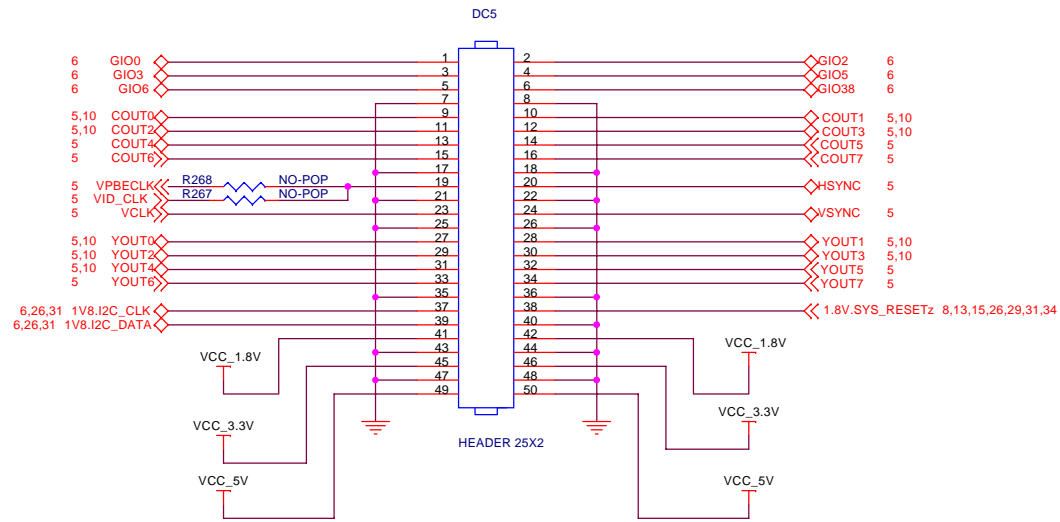 DC5
6 GIO0 1 2 GIO2 6
6 GIO3 3 4 GIO5 6
6 GIO6 5 6 GIO38 6
7 8
5,10 COUT0 9 10 COUT1 5,10
5,10 COUT2 11 12 COUT3 5,10
5 COUT4 13 14 COUT5 5
5 COUT6 15 16 COUT7 5
17 18
5 VPBECLK R268 NO-POP 19 20 HSYNC 5
5 VID_CLK R267 NO-POP 21 22
5 VCLK 23 24 VSYNC 5
25 26
5,10 YOUT0 27 28 YOUT1 5,10
5,10 YOUT2 29 30 YOUT3 5,10
5,10 YOUT4 31 32 YOUT5 5
5 YOUT6 33 34 YOUT7 5
35 36
6,26,31 1V8.I2C_CLK 37 38 1.8V.SYS_RESETz 8,13,15,26,29,31,34
6,26,31 1V8.I2C_DATA 39 40
41 42
VCC_1.8V 43 44 VCC_1.8V
45 46
47 48
49 50
VCC_3.3V VCC_3.3V
HEADER 25X2
VCC_5V VCC_5V